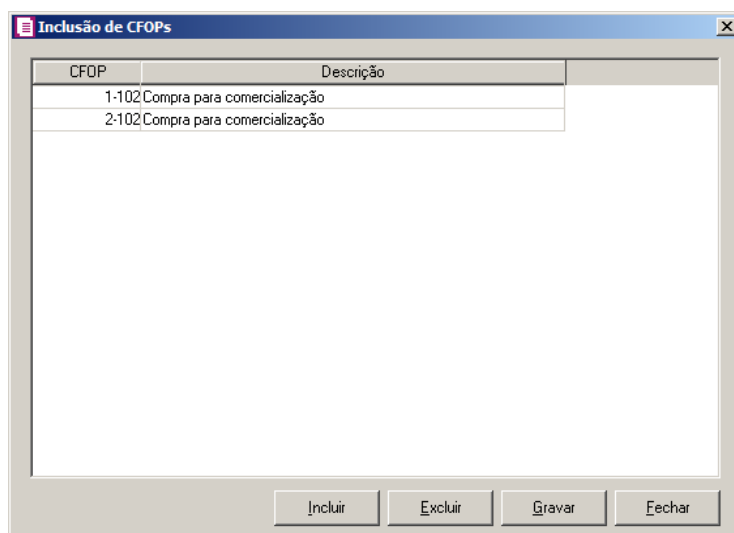 Inclusão de CFOPs
CFOP Descrição
1-102 Compra para comercialização
2-102 Compra para comercialização
Incluir Excluir Gravar Fechar